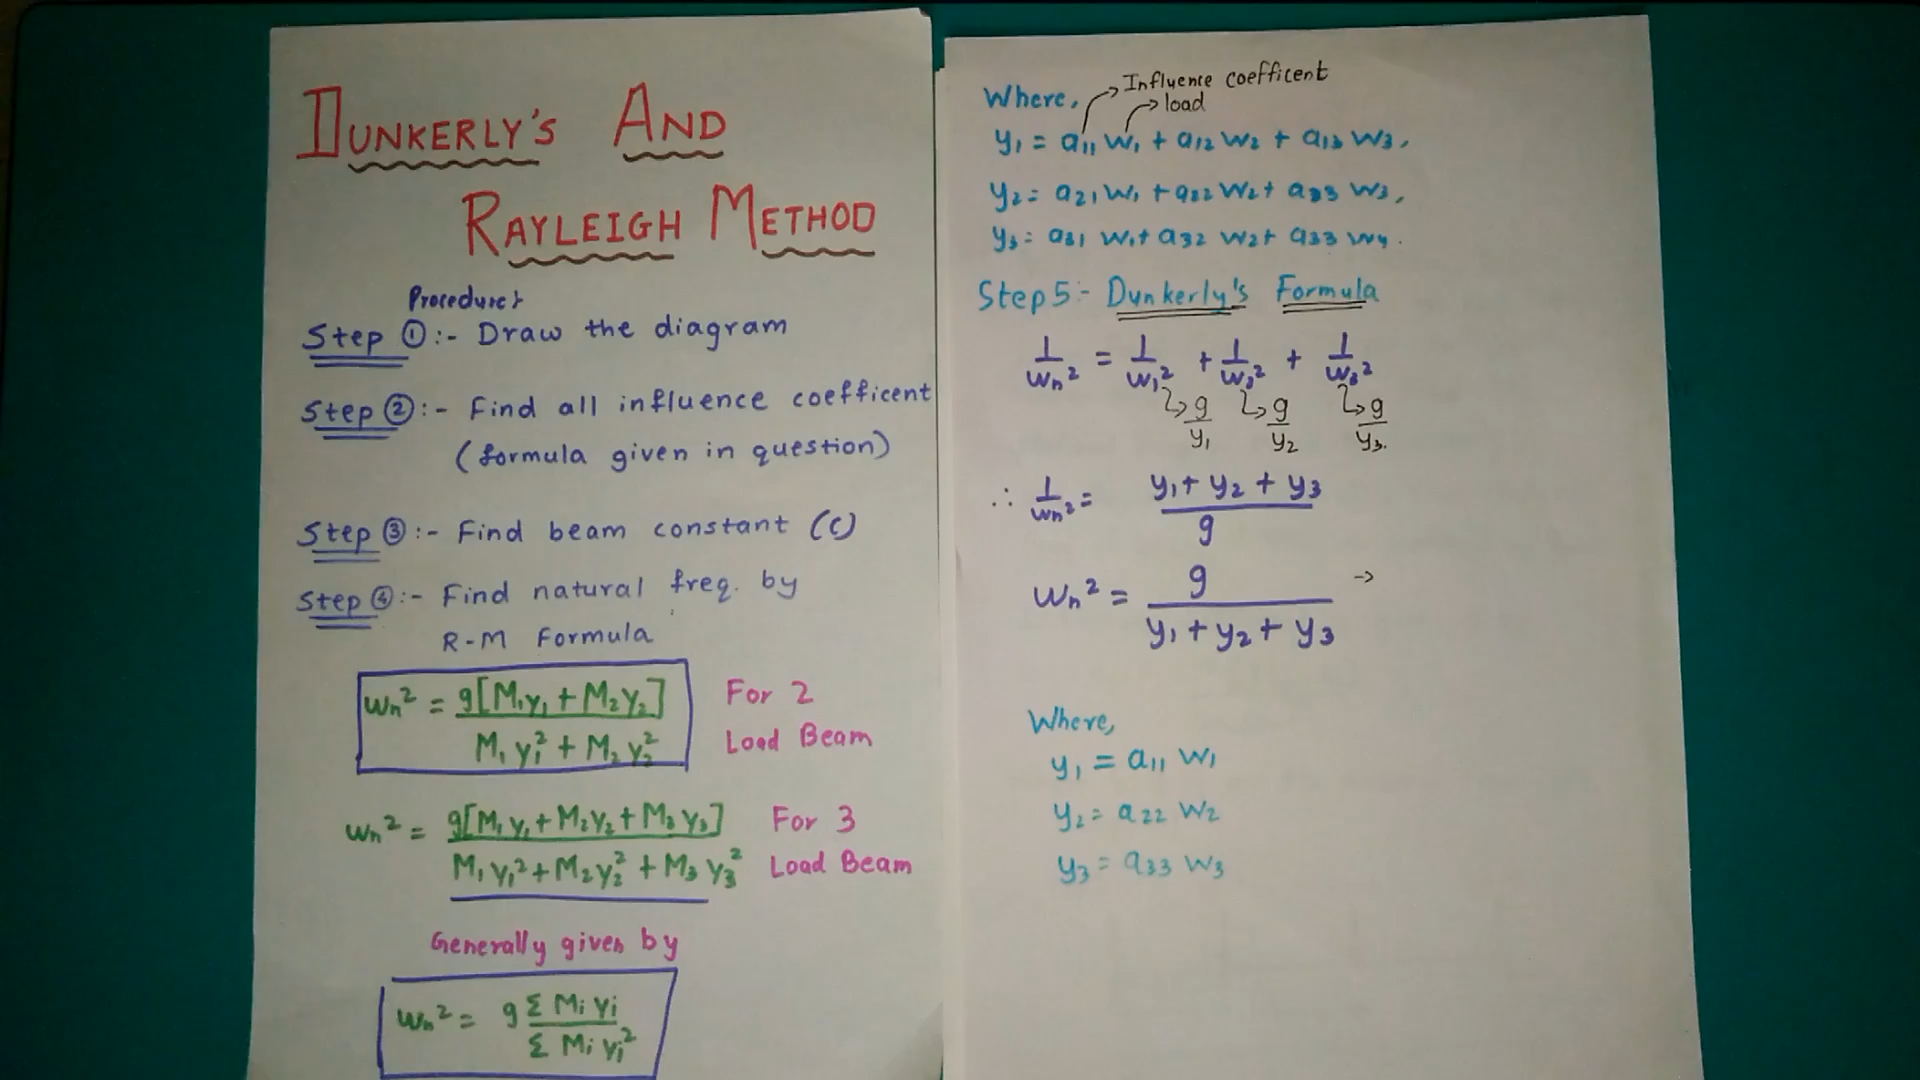 DUNKERLY'S AND
RAYLEIGH METHOD
Procedure:
Step ①:- Draw the diagram
Step ②:- Find all influence coefficent
(formula given in question)
Step ③:- Find beam constant (C)
Step ④:- Find natural freq. by
R-M Formula
Wn² = g[M₁y₁ + M₂y₂] / M₁y₁² + M₂y₂²
For 2
Load Beam
Wn² = g[M₁y₁ + M₂y₂ + M₃y₃] / M₁y₁² + M₂y₂² + M₃y₃²
For 3
Load Beam
Generally given by
Wn² = g Σ Mi yi / Σ Mi yi²
Where,
Influence coefficent
load
y₁ = a₁₁ W₁ + a₁₂ W₂ + a₁₃ W₃,
y₂ = a₂₁ W₁ + a₂₂ W₂ + a₃₃ W₃,
y₃ = a₃₁ W₁ + a₃₂ W₂ + a₃₃ W₄.
Step 5:- Dunkerly's Formula
1/Wn² = 1/W₁² + 1/W₂² + 1/W₃²
g/y₁ g/y₂ g/y₃.
∴ 1/Wn² = y₁ + y₂ + y₃ / g
Wn² = g / y₁ + y₂ + y₃ →
Where,
y₁ = a₁₁ W₁
y₂ = a₂₂ W₂
y₃ = a₃₃ W₃